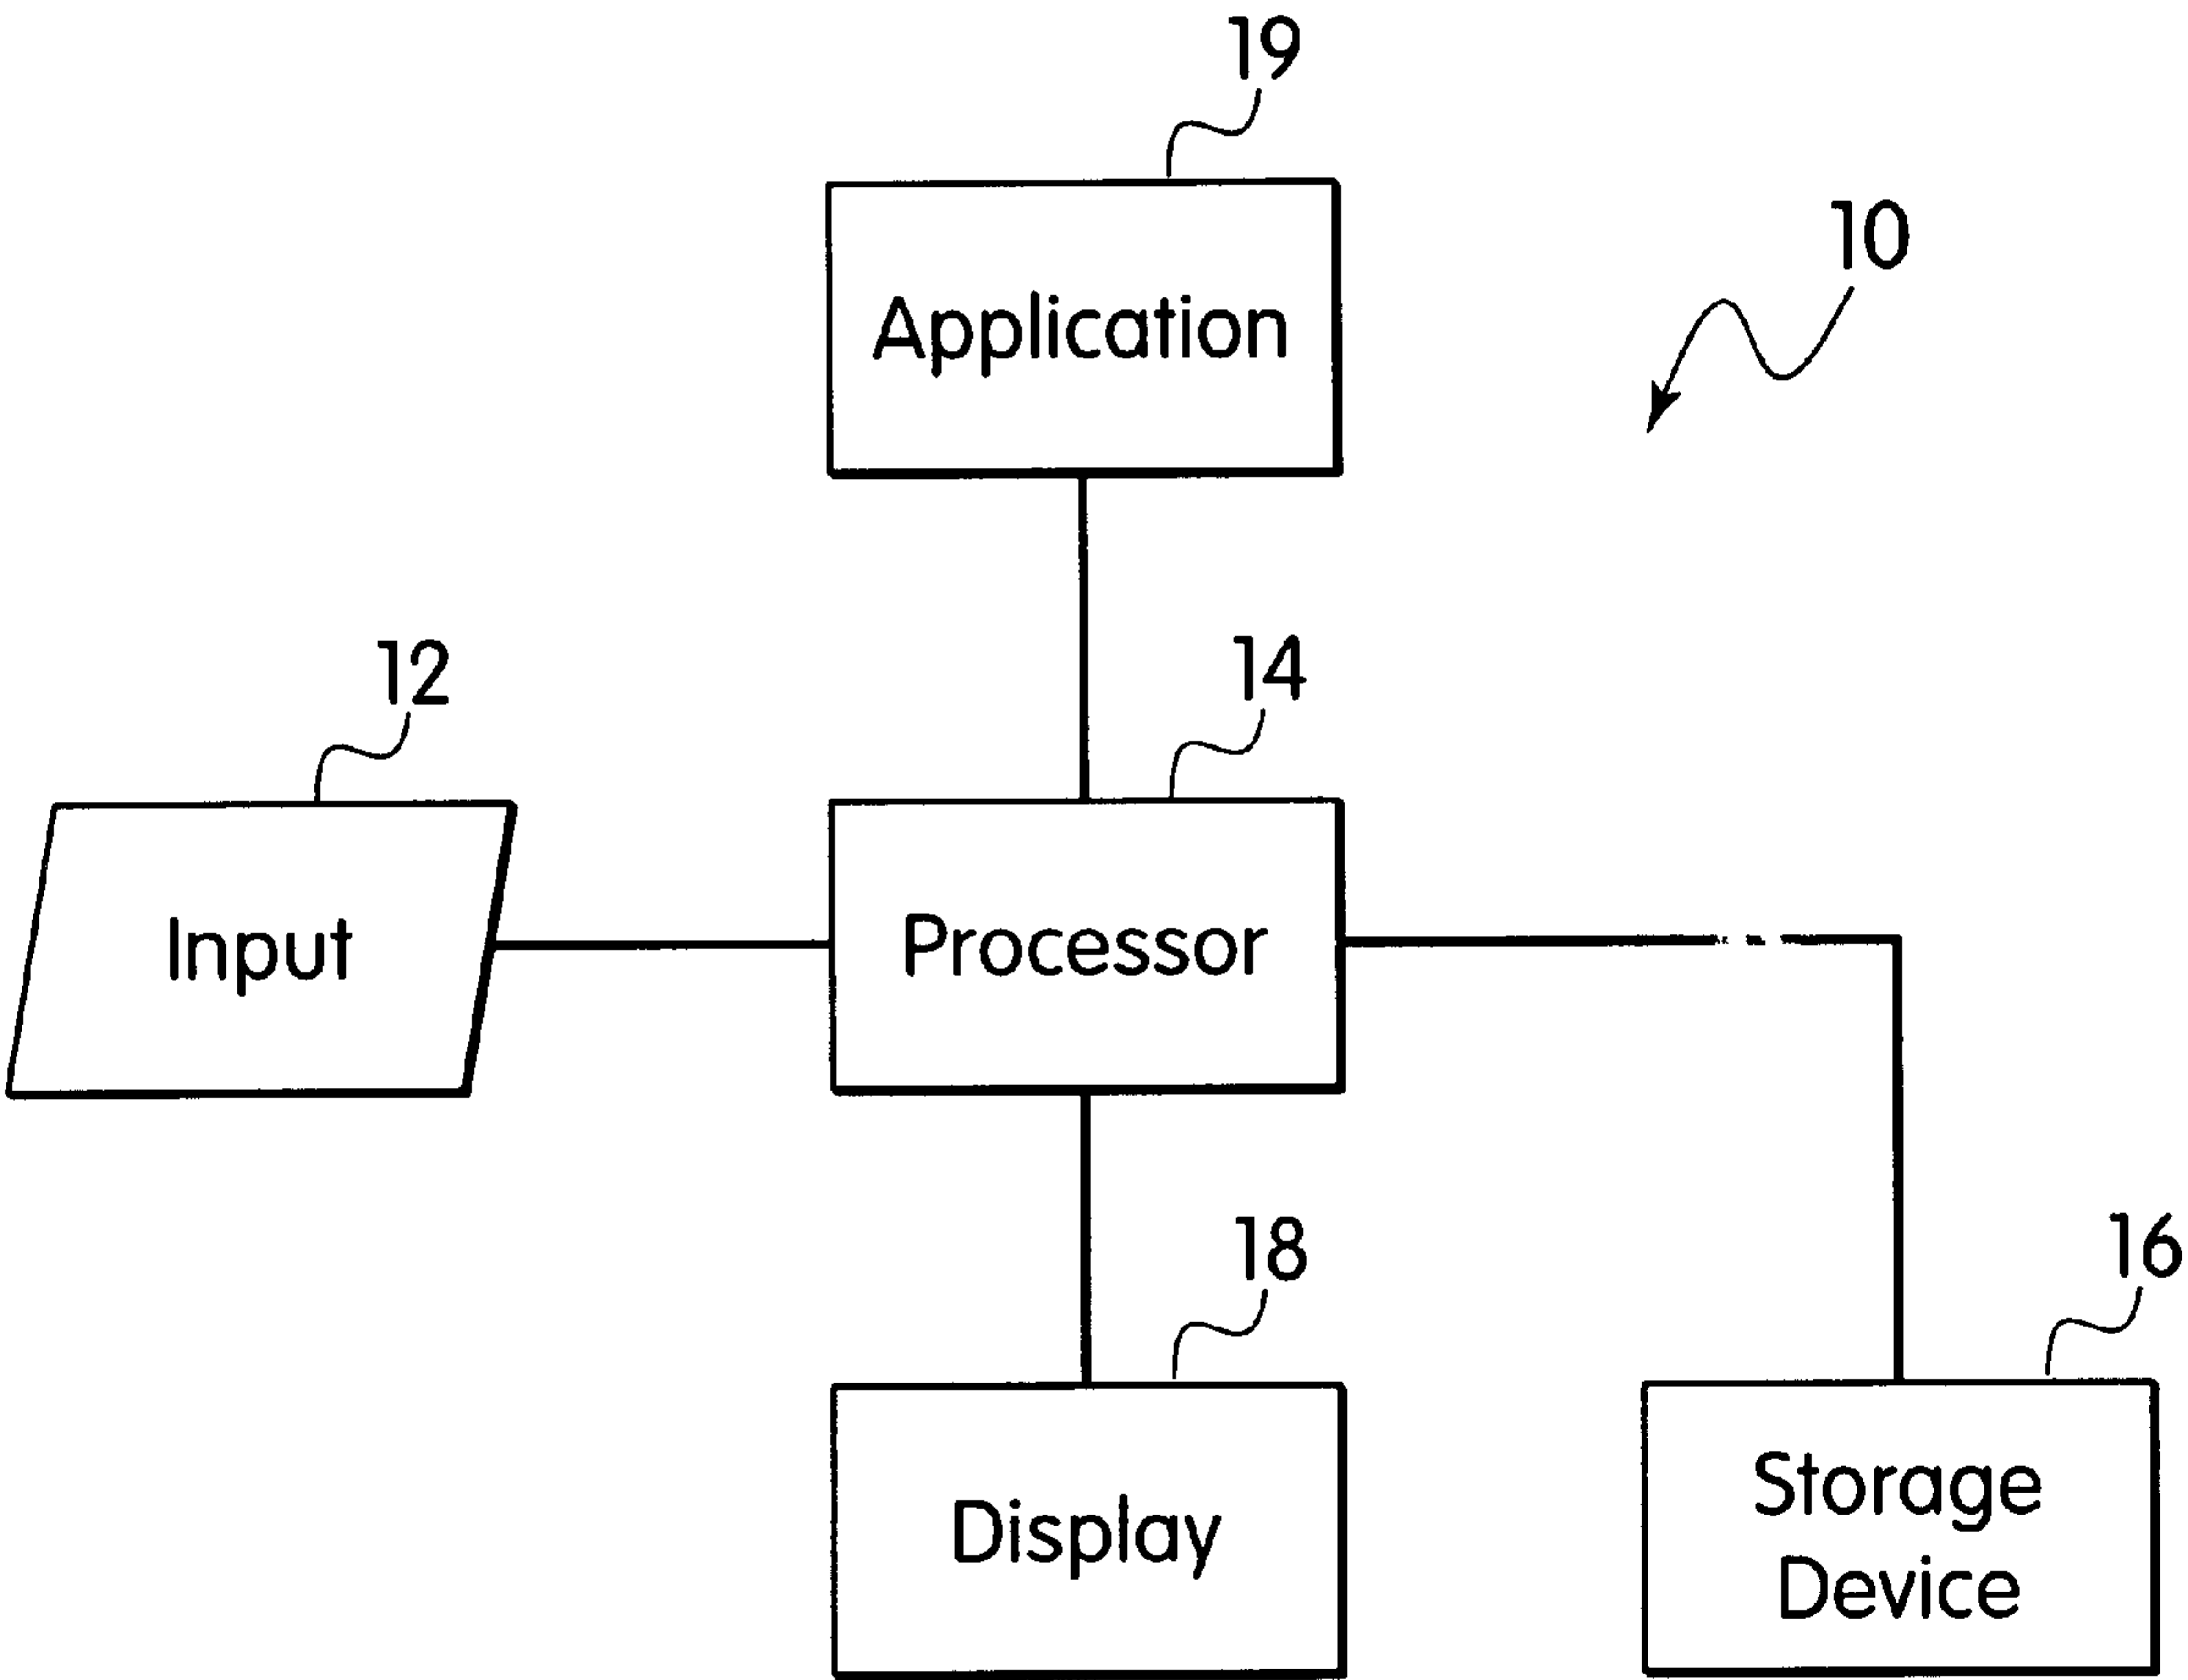 19
Application
10
12
14
Input
Processor
18
16
Display
Storage
Device